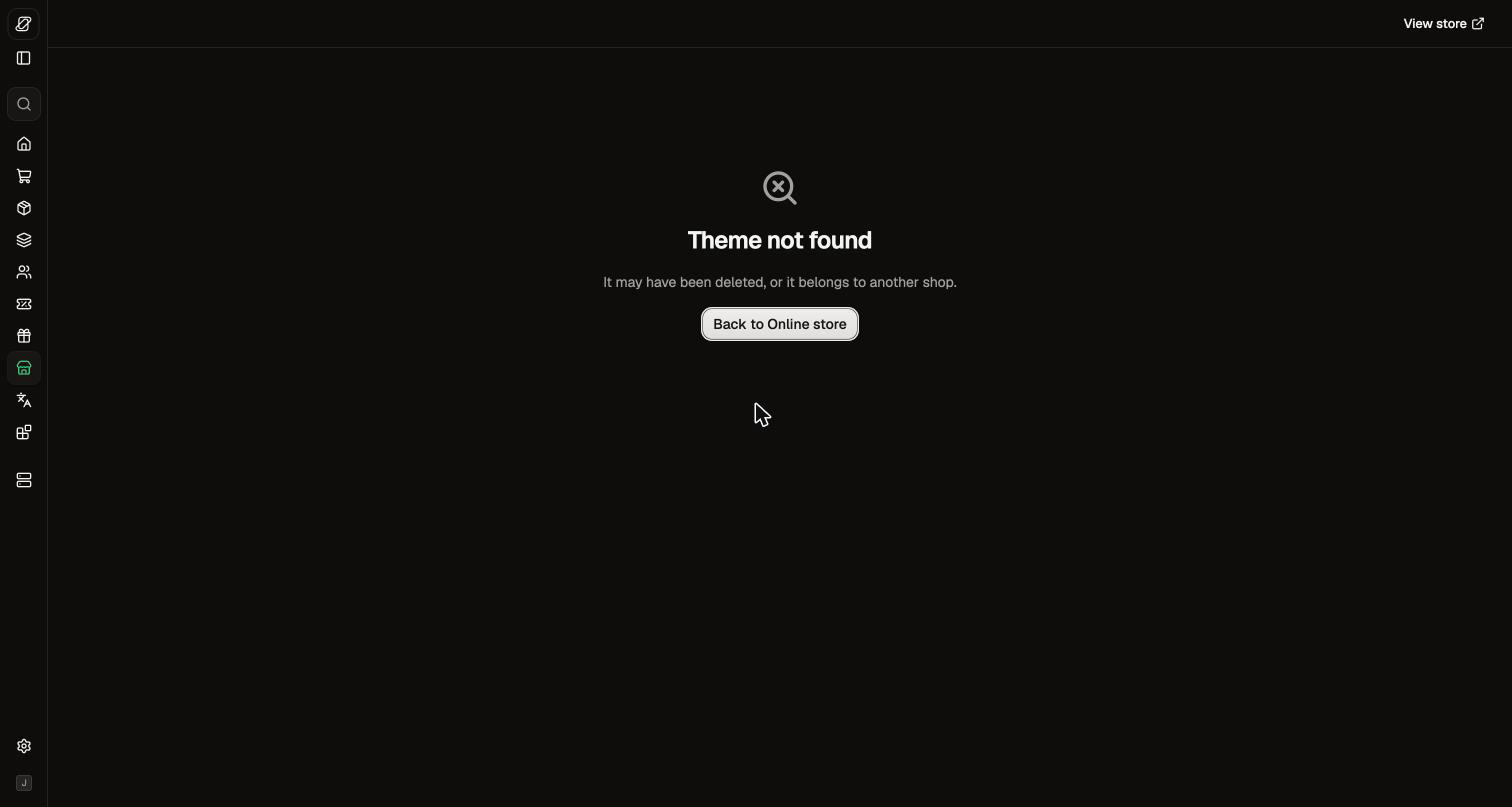 View store
Theme not found
It may have been deleted, or it belongs to another shop.
Back to Online store
J